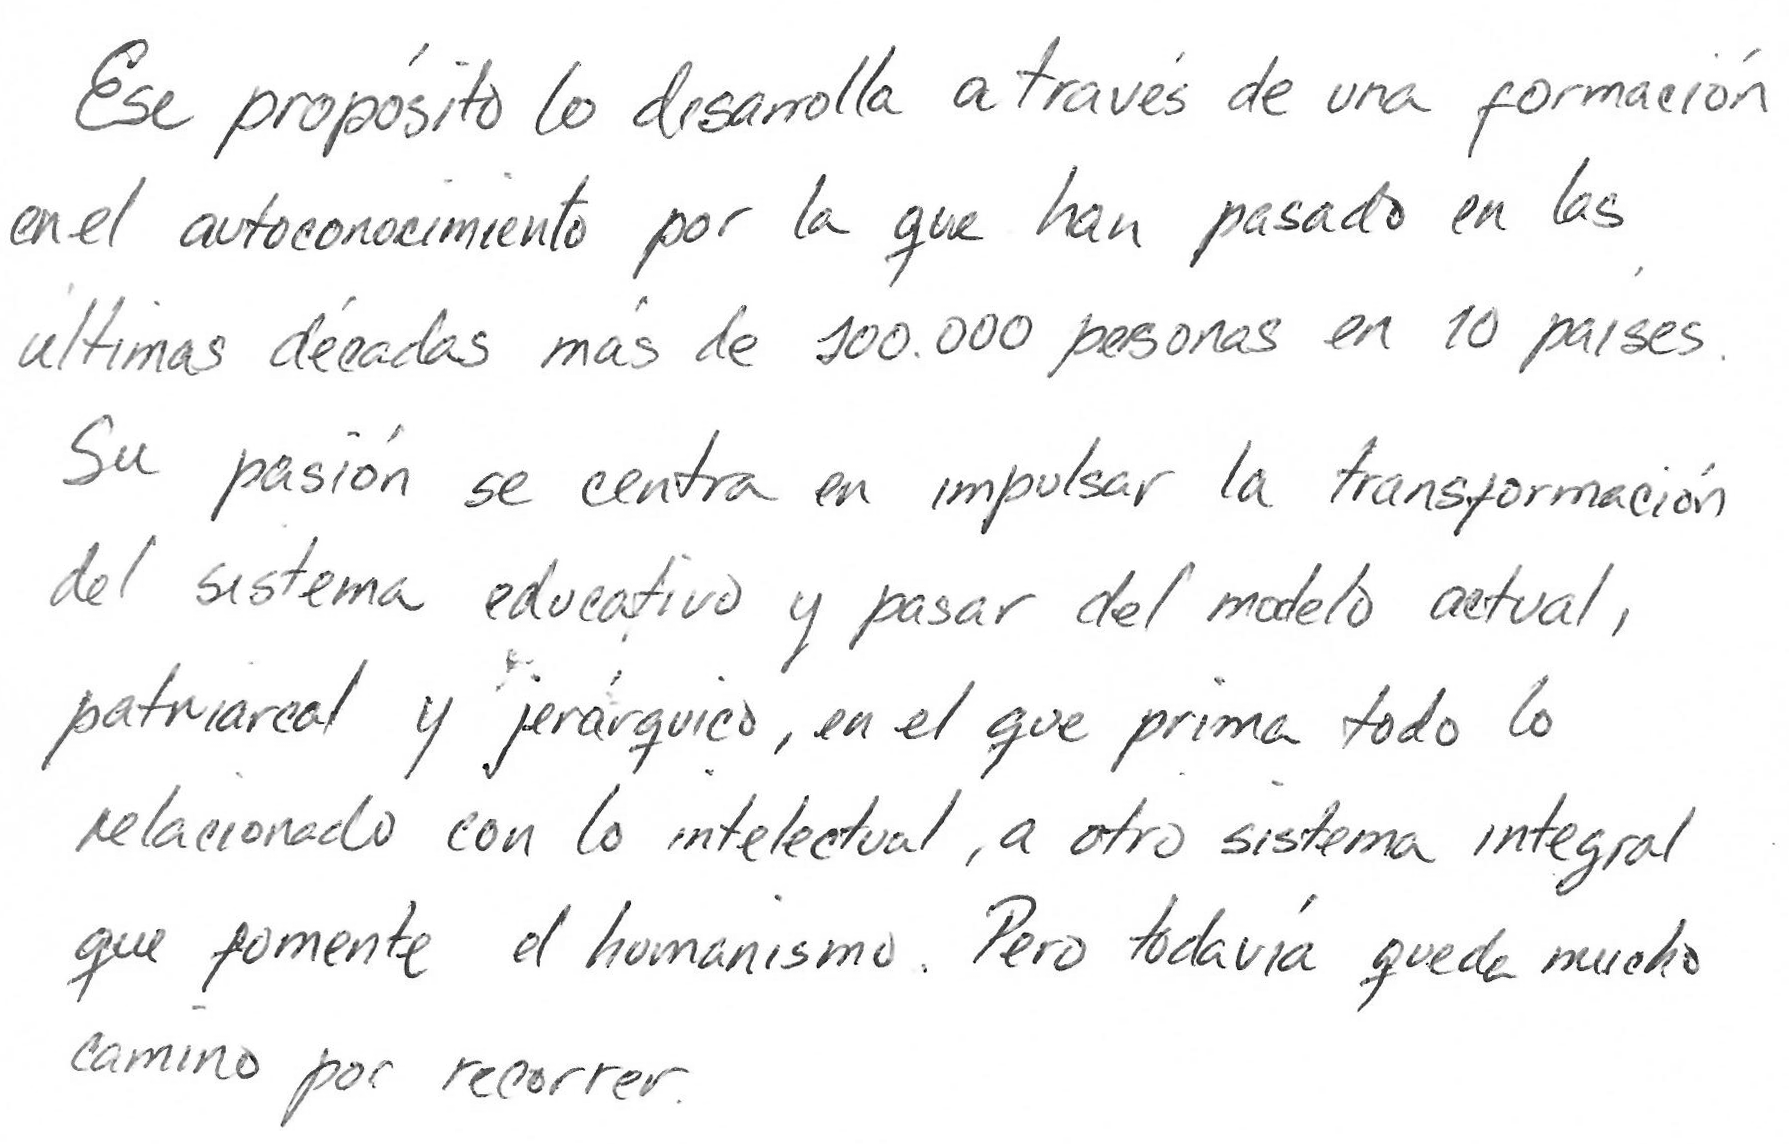 Ese propósito lo desarrolla a través de una formación
en el autoconocimiento por la que han pasado en las
últimas décadas más de 100.000 pesonas en 10 países.
Su pasión se centra en impulsar la transformación
del sistema educativo y pasar del modelo actual,
patriarcal y jerárquico, en el que prima todo lo
relacionado con lo intelectual, a otro sistema integral
que fomente el humanismo. Pero todavía queda mucho
camino por recorrer.